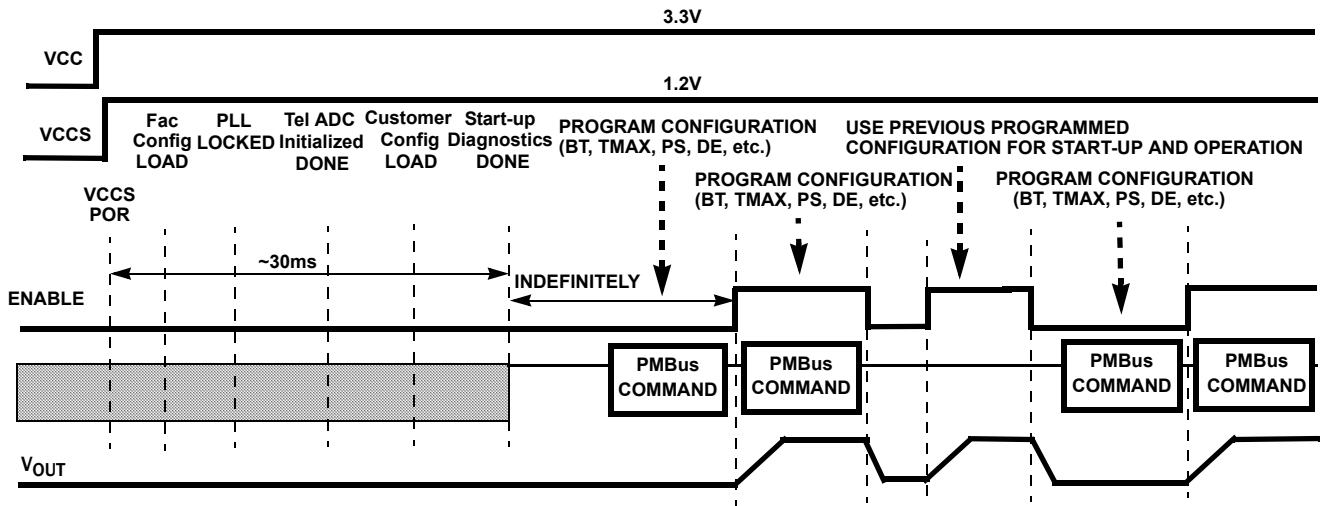 3.3V
VCC
1.2V
VCCS
Fac
Config
LOAD
PLL
LOCKED
Tel ADC
Initialized
DONE
Customer
Config
LOAD
Start-up
Diagnostics
DONE
PROGRAM CONFIGURATION
(BT, TMAX, PS, DE, etc.)
USE PREVIOUS PROGRAMMED
CONFIGURATION FOR START-UP AND OPERATION
PROGRAM CONFIGURATION
(BT, TMAX, PS, DE, etc.)
PROGRAM CONFIGURATION
(BT, TMAX, PS, DE, etc.)
VCCS
POR
~30ms
INDEFINITELY
ENABLE
PMBus
COMMAND
PMBus
COMMAND
PMBus
COMMAND
PMBus
COMMAND
VOUT